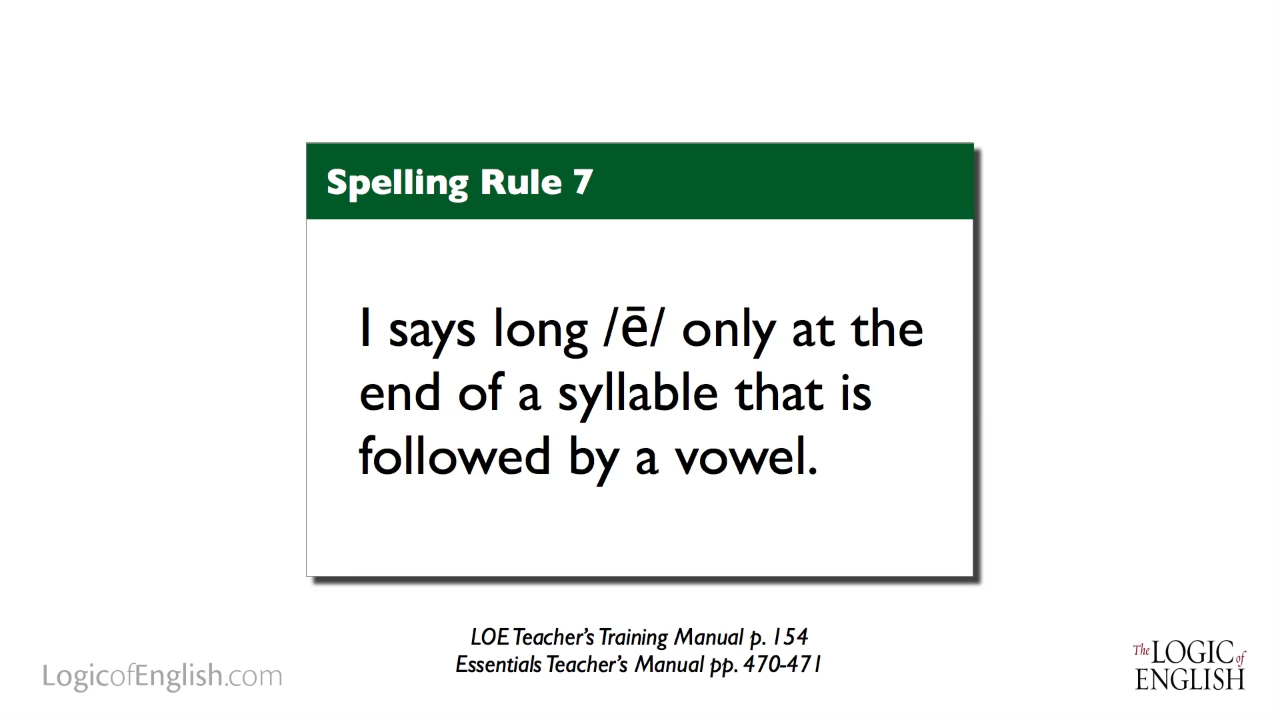 Spelling Rule 7
I says long /ē/ only at the
end of a syllable that is
followed by a vowel.
LOE Teacher's Training Manual p. 154
Essentials Teacher's Manual pp. 470-471
LogicofEnglish.com
The LOGIC of
ENGLISH